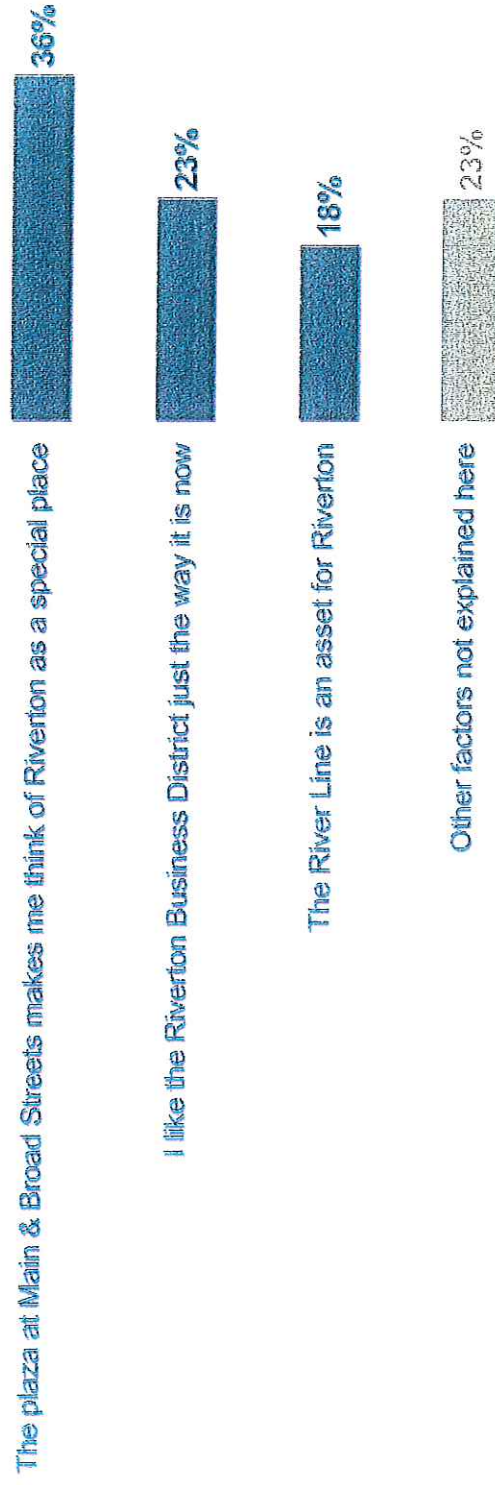 The plaza at Main & Broad Streets makes me think of Riverton as a special place 36%
I like the Riverton Business District just the way it is now 23%
The River Line is an asset for Riverton 18%
Other factors not explained here 23%